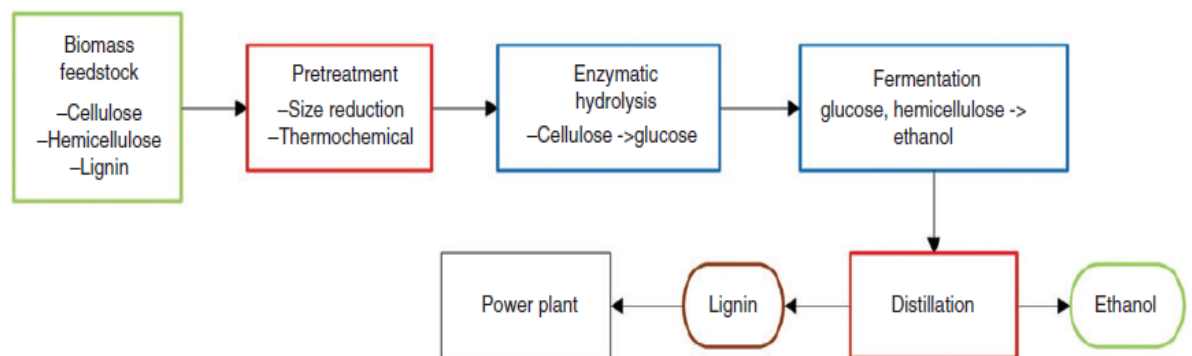 Biomass
feedstock
–Cellulose
–Hemicellulose
–Lignin
Pretreatment
–Size reduction
–Thermochemical
Enzymatic
hydrolysis
–Cellulose ->glucose
Fermentation
glucose, hemicellulose ->
ethanol
Power plant
Lignin
Distillation
Ethanol